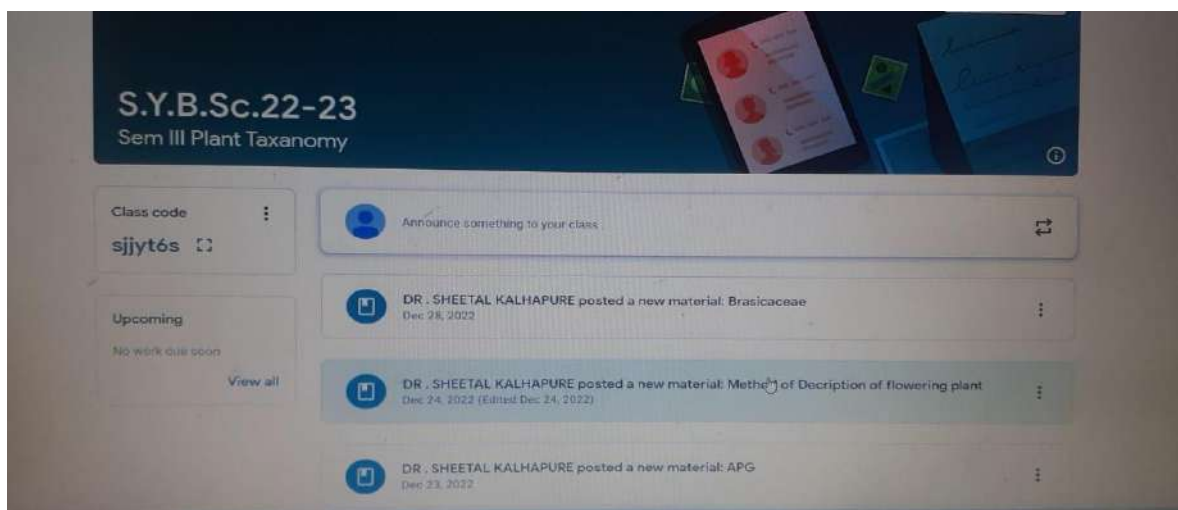 S.Y.B.Sc.22-23
Sem III Plant Taxanomy
Class code
sjjyt6s
Upcoming
No work due soon
View all
Announce something to your class
DR . SHEETAL KALHAPURE posted a new material: Brasicaceae
Dec 28, 2022
DR . SHEETAL KALHAPURE posted a new material: Method of Decription of flowering plant
Dec 24, 2022 (Edited Dec 24, 2022)
DR . SHEETAL KALHAPURE posted a new material: APG
Dec 23, 2022